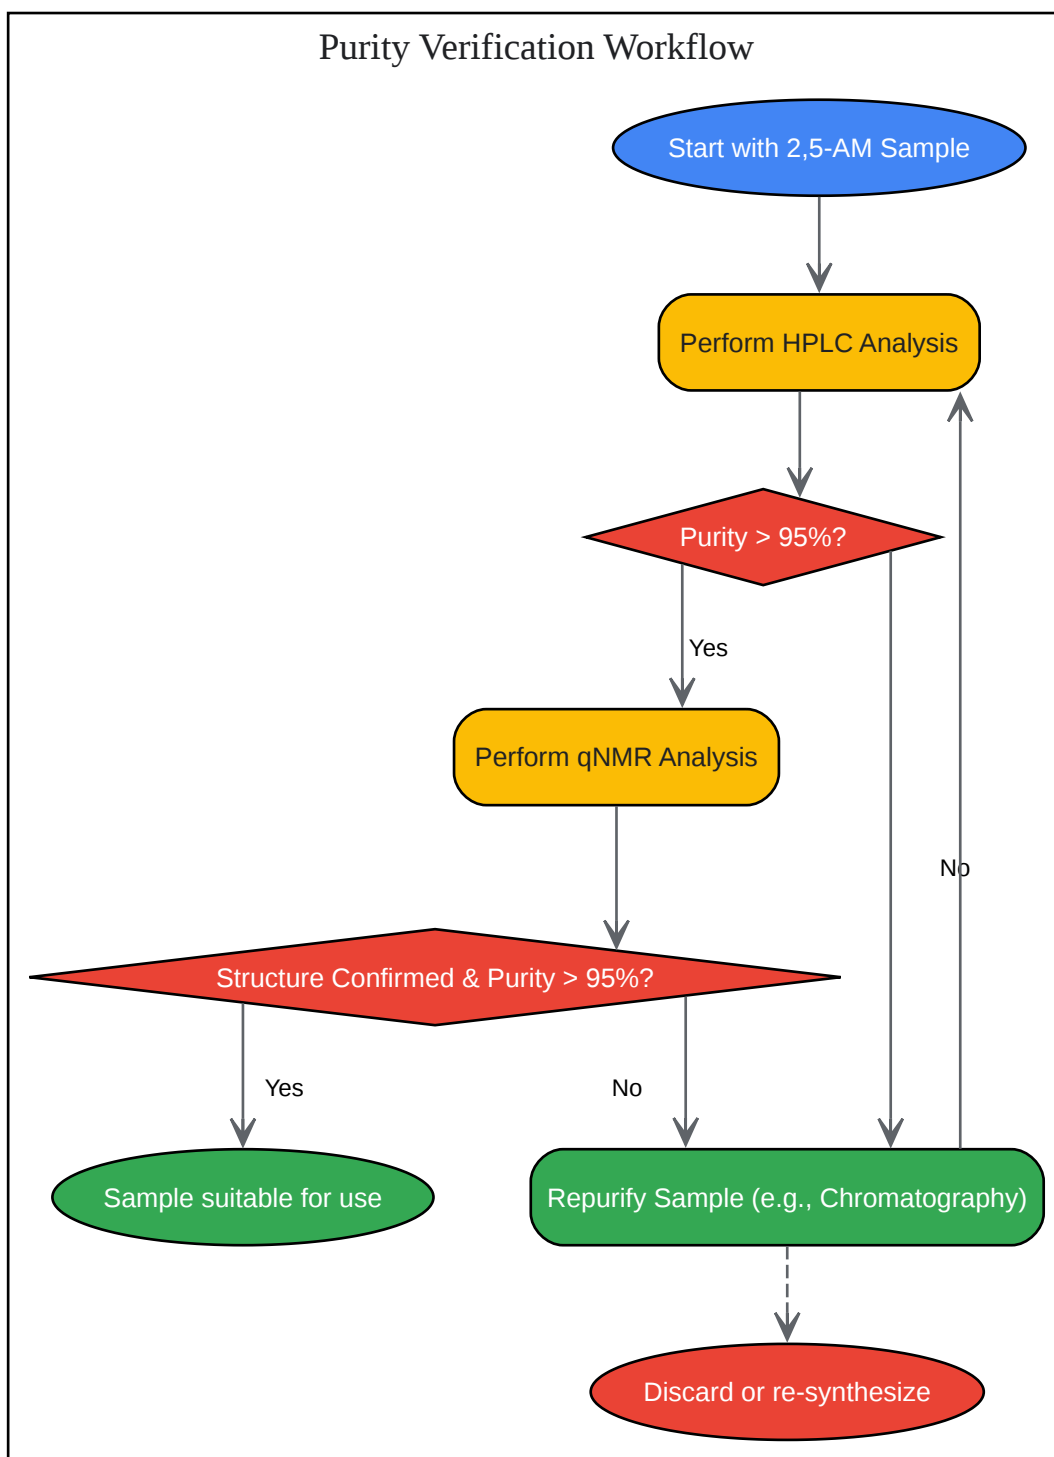 Purity Verification Workflow
Start with 2,5-AM Sample
Perform HPLC Analysis
Purity > 95%?
Yes
Perform qNMR Analysis
No
Structure Confirmed & Purity > 95%?
Yes
No
Sample suitable for use
Repurify Sample (e.g., Chromatography)
Discard or re-synthesize